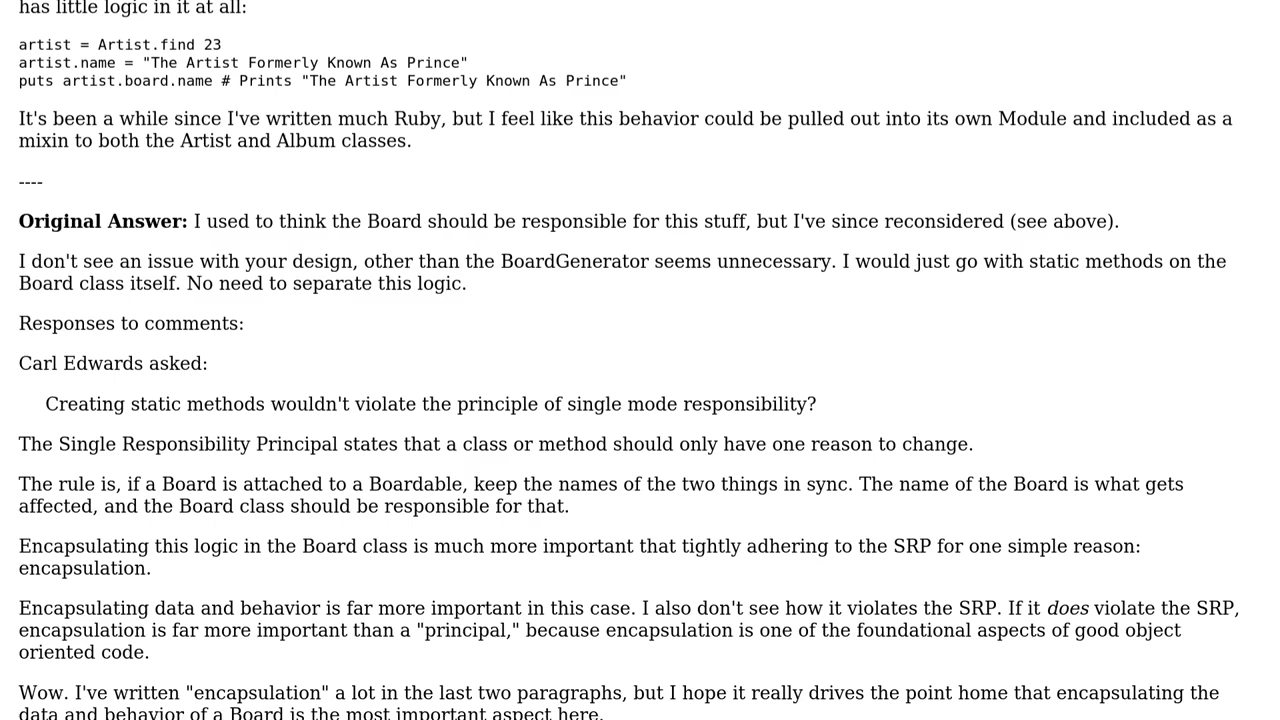 has little logic in it at all:
artist = Artist.find 23
artist.name = "The Artist Formerly Known As Prince"
puts artist.board.name # Prints "The Artist Formerly Known As Prince"
It's been a while since I've written much Ruby, but I feel like this behavior could be pulled out into its own Module and included as a
mixin to both the Artist and Album classes.
----
Original Answer: I used to think the Board should be responsible for this stuff, but I've since reconsidered (see above).
I don't see an issue with your design, other than the BoardGenerator seems unnecessary. I would just go with static methods on the
Board class itself. No need to separate this logic.
Responses to comments:
Carl Edwards asked:
Creating static methods wouldn't violate the principle of single mode responsibility?
The Single Responsibility Principal states that a class or method should only have one reason to change.
The rule is, if a Board is attached to a Boardable, keep the names of the two things in sync. The name of the Board is what gets
affected, and the Board class should be responsible for that.
Encapsulating this logic in the Board class is much more important that tightly adhering to the SRP for one simple reason:
encapsulation.
Encapsulating data and behavior is far more important in this case. I also don't see how it violates the SRP. If it does violate the SRP,
encapsulation is far more important than a "principal," because encapsulation is one of the foundational aspects of good object
oriented code.
Wow. I've written "encapsulation" a lot in the last two paragraphs, but I hope it really drives the point home that encapsulating the
data and behavior of a Board is the most important aspect here.